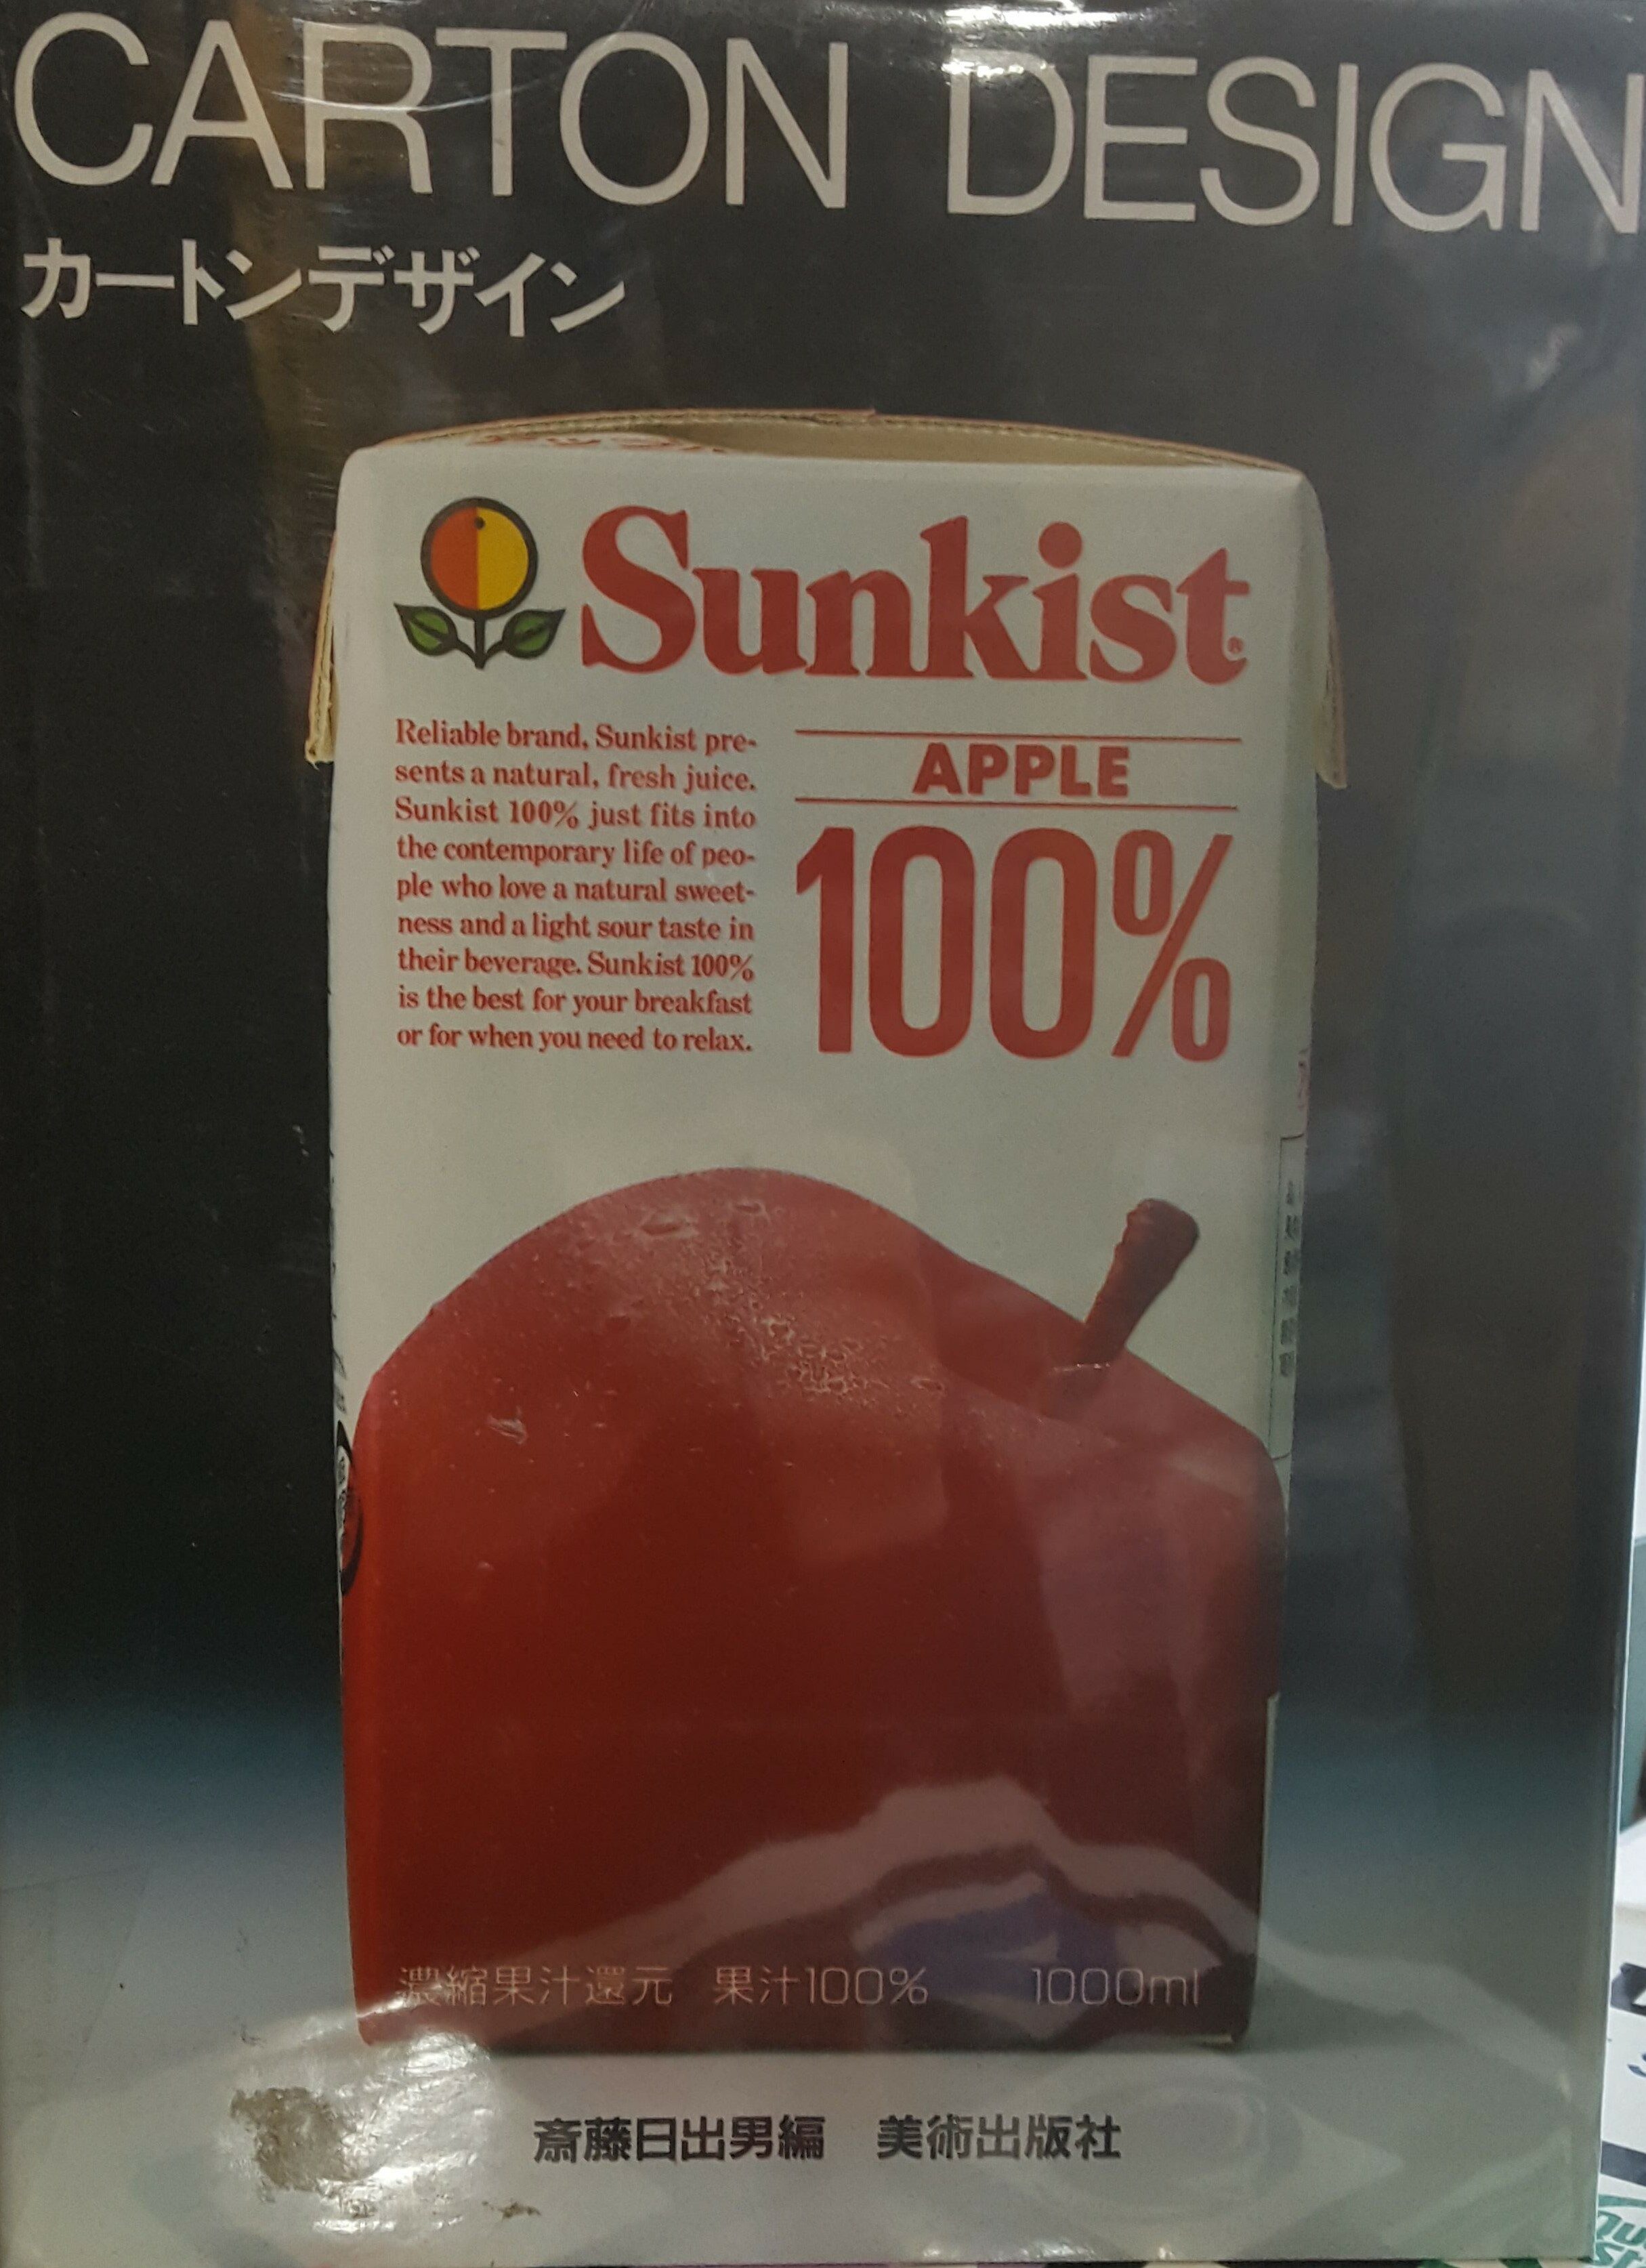 CARTON DESIGN
カートンデザイン
Sunkist®
Reliable brand, Sunkist pre-
sents a natural, fresh juice.
Sunkist 100% just fits into
the contemporary life of peo-
ple who love a natural sweet-
ness and a light sour taste in
their beverage. Sunkist 100%
is the best for your breakfast
or for when you need to relax.
APPLE
100%
濃縮果汁還元 果汁100% 1000ml
斎藤日出男編 美術出版社